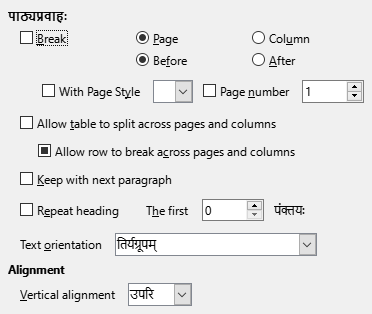 पाठ्यप्रवाहः
Break Page Column
Before After
With Page Style Page number 1
Allow table to split across pages and columns
Allow row to break across pages and columns
Keep with next paragraph
Repeat heading The first 0 पंक्तयः
Text orientation तिर्यग्रूपम्
Alignment
Vertical alignment उपरि